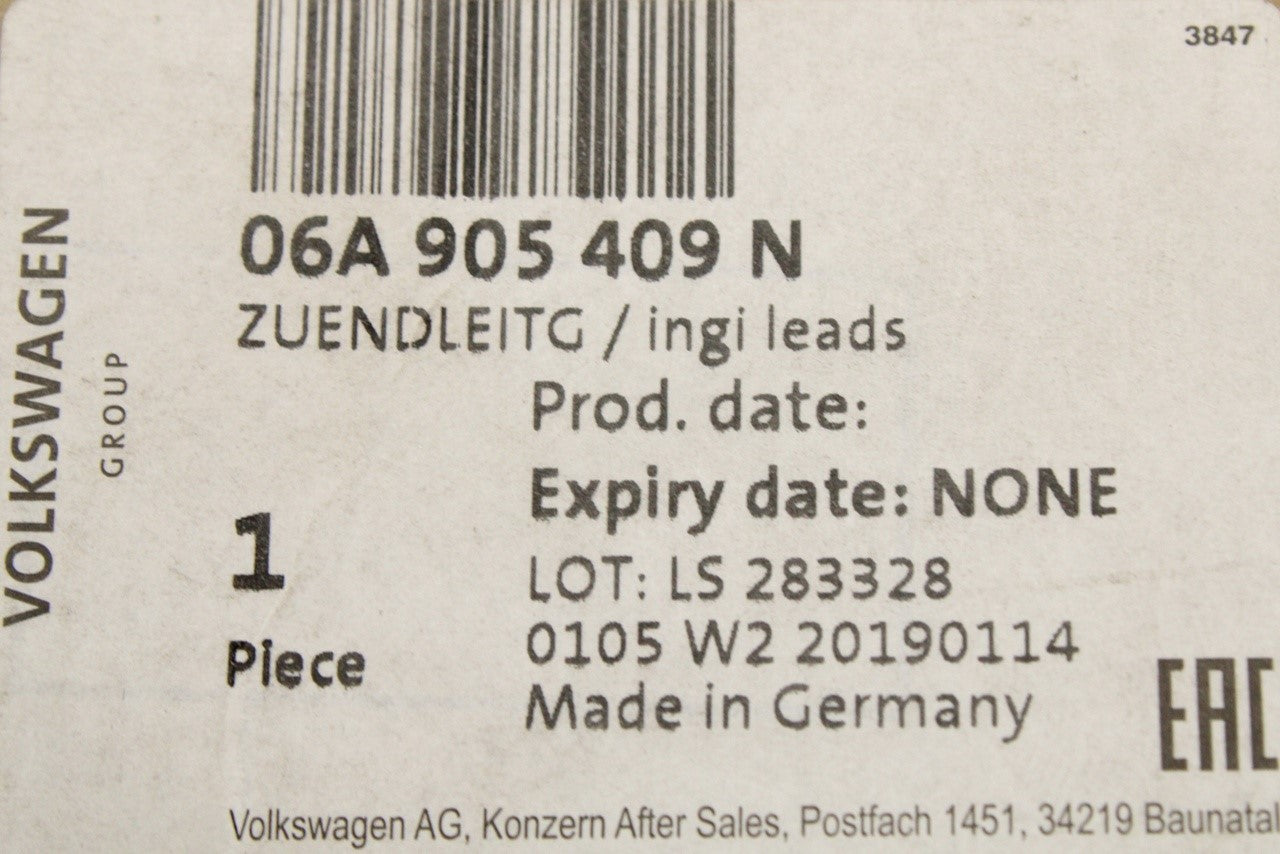 3847
06A 905 409 N
ZUENDLEITG / ingi leads
Prod. date:
Expiry date: NONE
LOT: LS 283328
0105 W2 20190114
Made in Germany
1
Piece
VOLKSWAGEN
GROUP
EAC
Volkswagen AG, Konzern After Sales, Postfach 1451, 34219 Baunatal